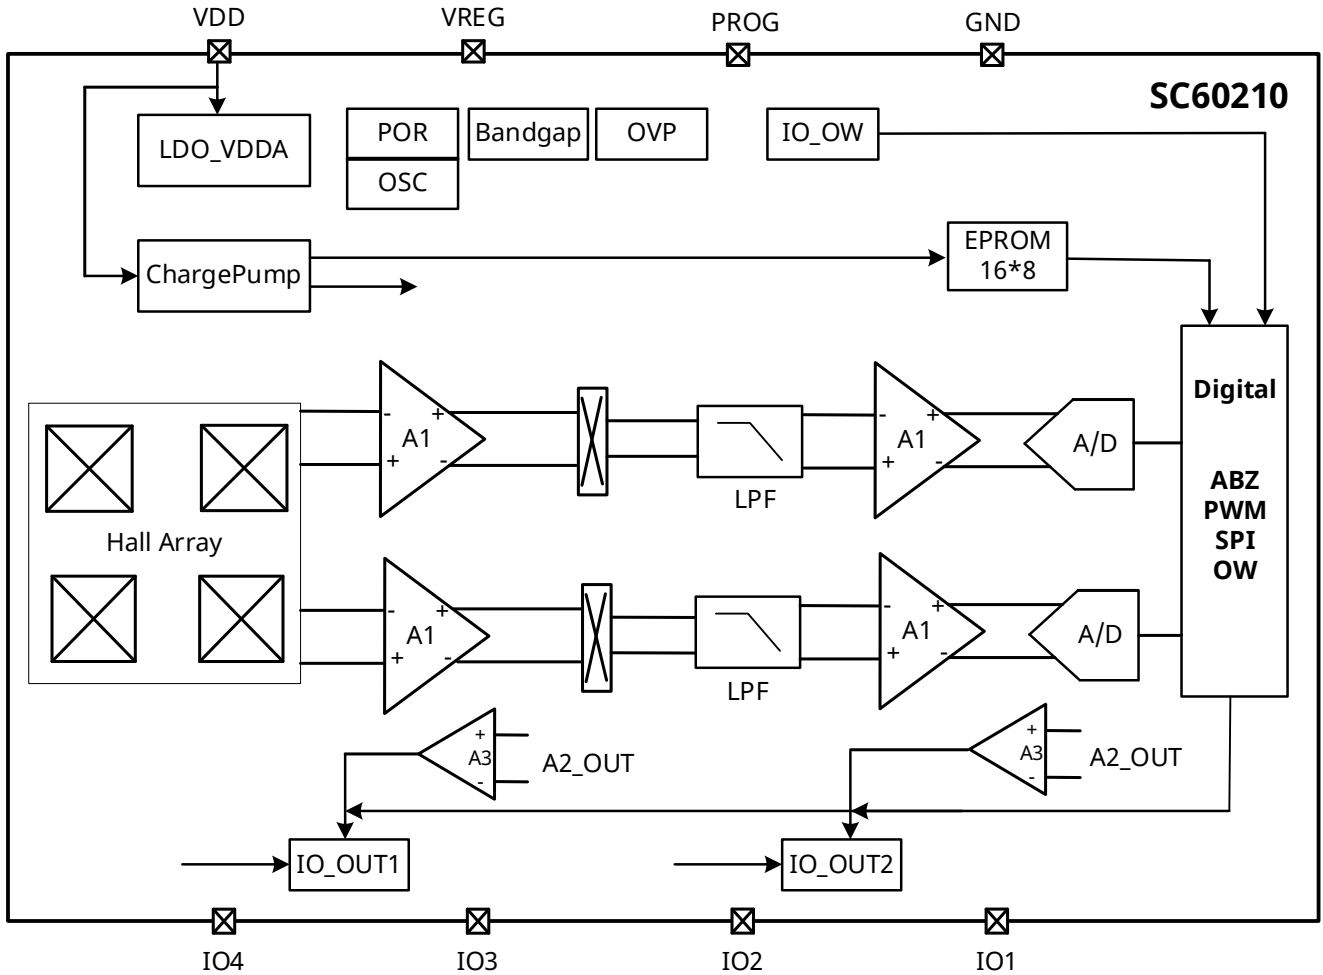 VDD
VREG
PROG
GND
SC60210
LDO_VDDA
POR
Bandgap
OVP
IO_OW
OSC
ChargePump
EPROM
16*8
Digital
ABZ
PWM
SPI
OW
Hall Array
- +
A1
+ -
LPF
- +
A1
+ -
A/D
- +
A1
+ -
LPF
- +
A1
+ -
A/D
+
A3
-
A2_OUT
+
A3
-
A2_OUT
IO_OUT1
IO_OUT2
IO4
IO3
IO2
IO1